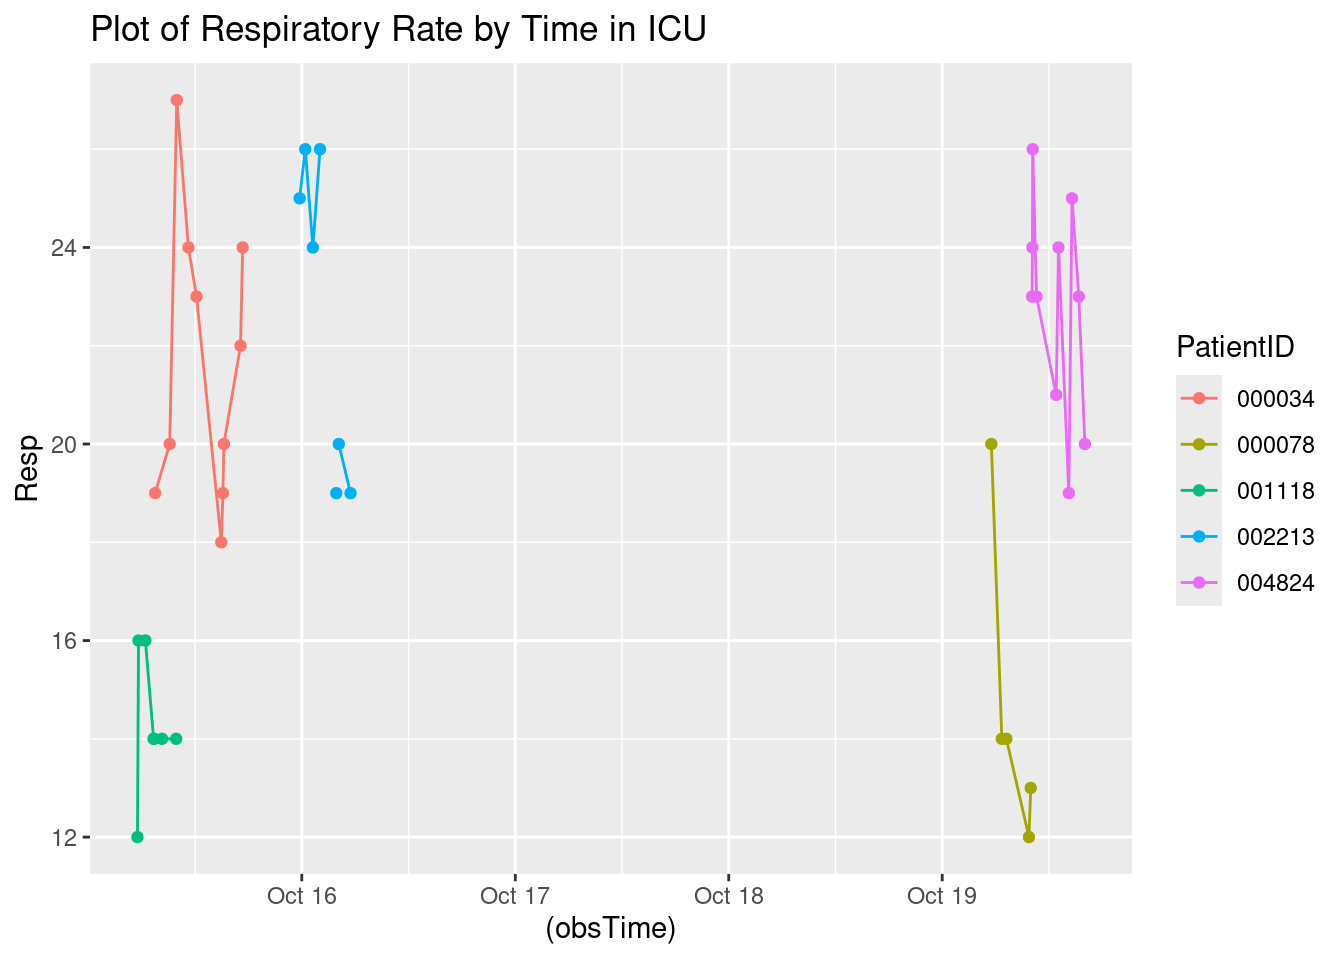 Plot of Respiratory Rate by Time in ICU
Resp
24
20
16
12
Oct 16
Oct 17
Oct 18
Oct 19
(obsTime)
PatientID
000034
000078
001118
002213
004824